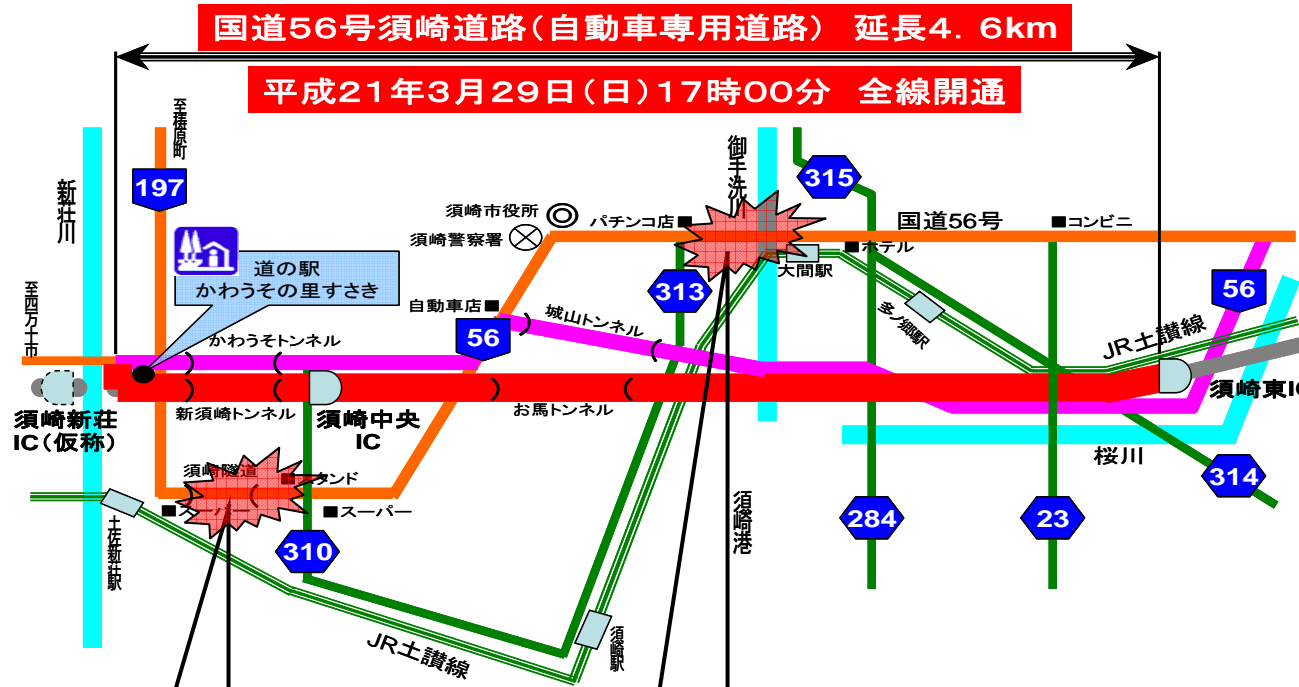 国道56号須崎道路(自動車専用道路) 延長4.6km
平成21年3月29日(日)17時00分 全線開通
至梼原町
新荘川
197
御手洗川
315
須崎市役所
パチンコ店
国道56号
コンビニ
須崎警察署
ホテル
道の駅
かわうその里すさき
大間駅
至四万十市
313
56
自動車店
城山トンネル
多ノ郷駅
56
かわうそトンネル
JR土讃線
須崎新荘
IC(仮称)
新須崎トンネル
須崎中央
IC
お馬トンネル
須崎東IC
桜川
須崎隧道
スタンド
314
スーパー
スーパー
須崎港
284
23
土佐新荘駅
310
JR土讃線
須崎駅